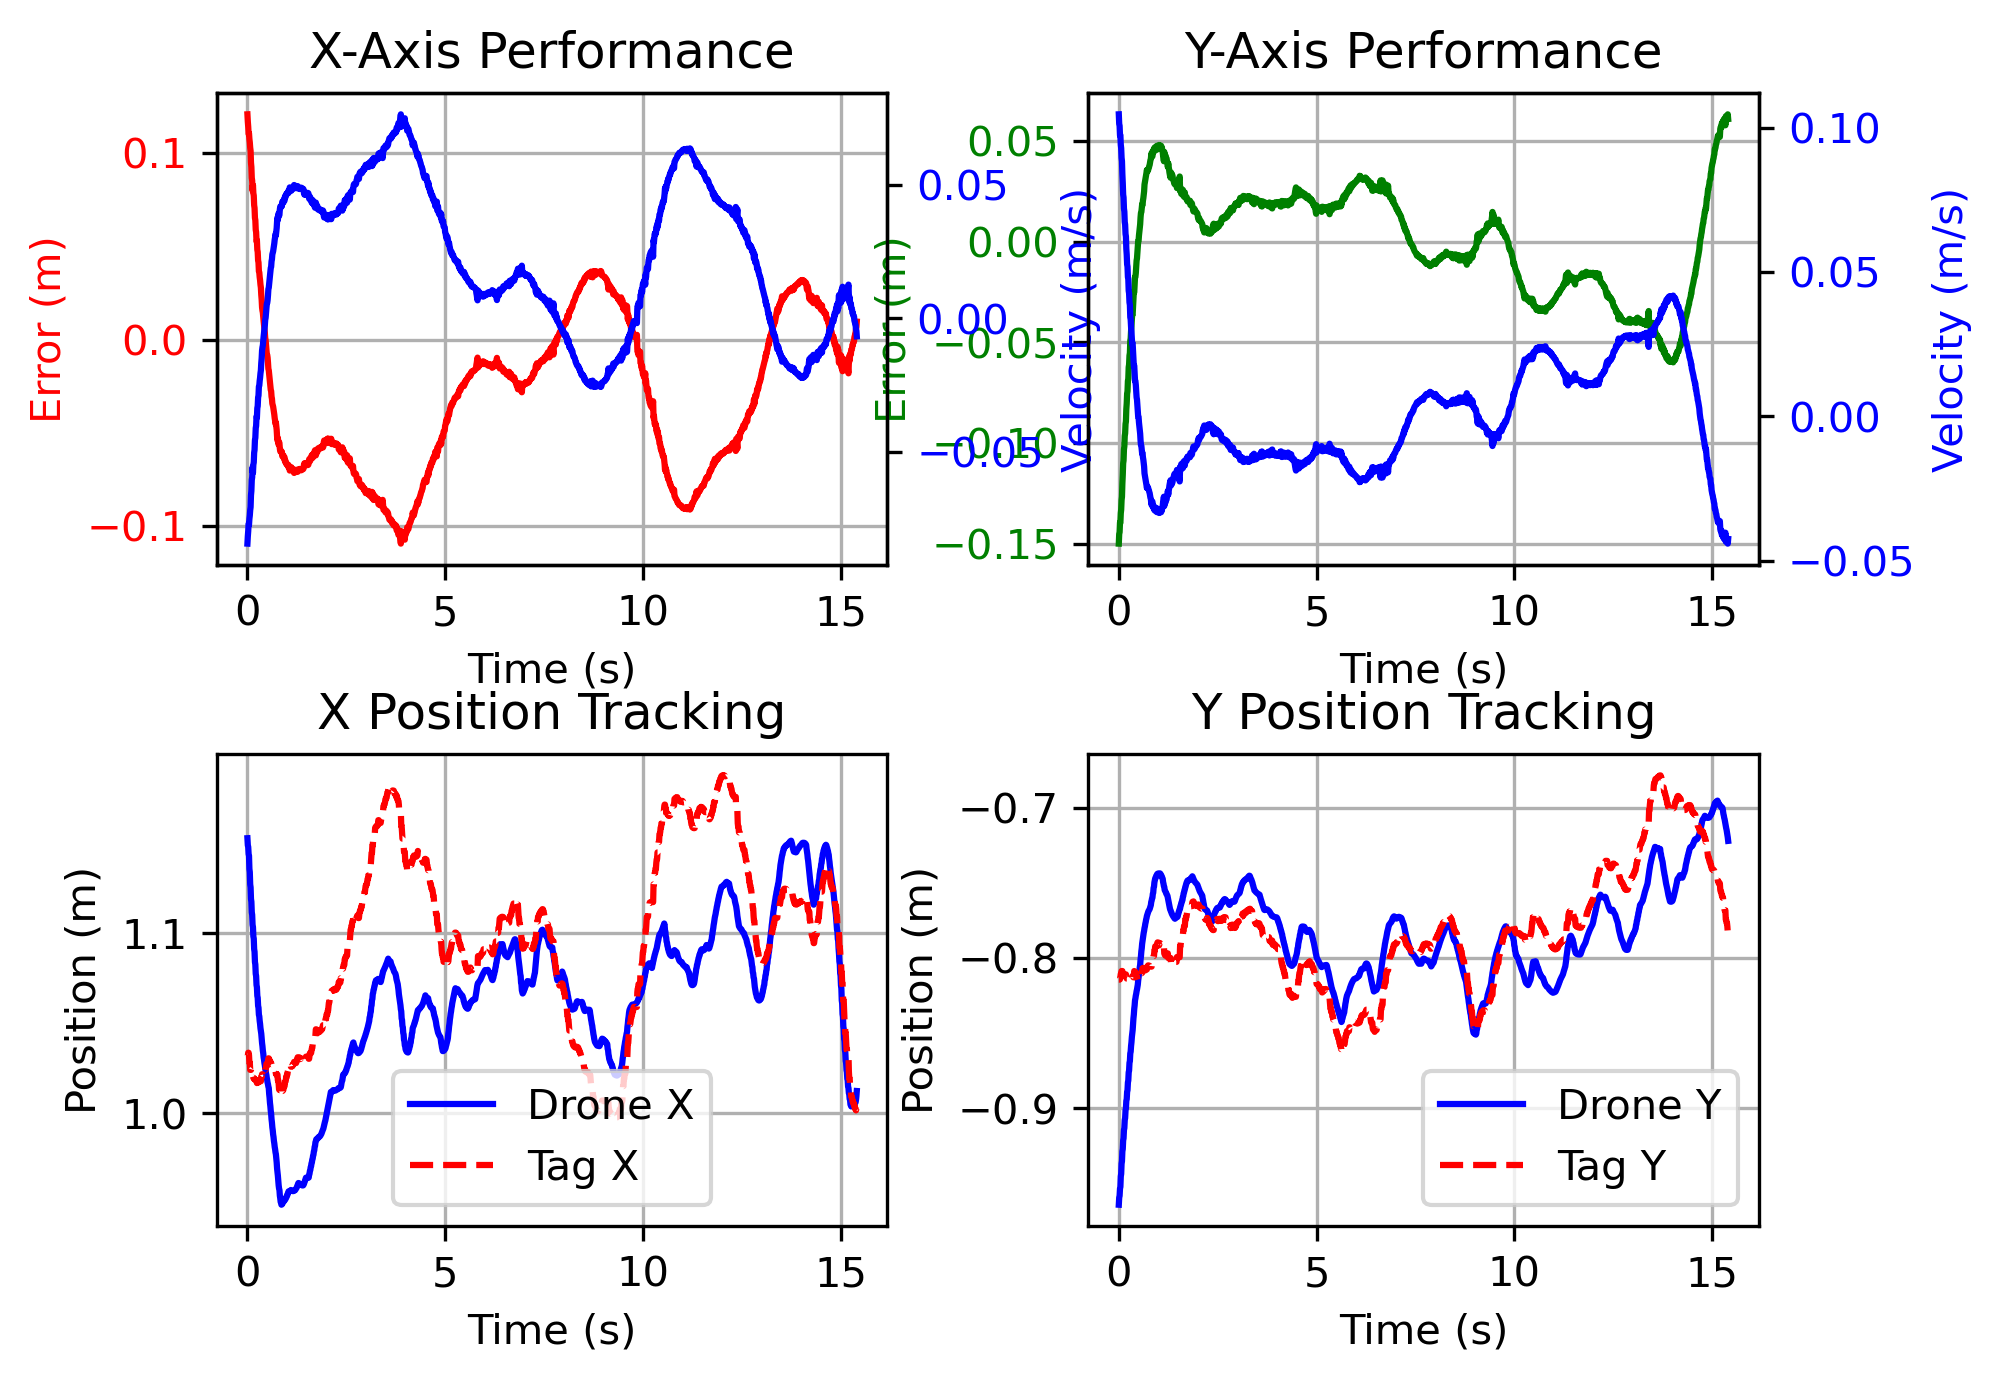 X-Axis Performance
0.1
0.0
−0.1
Error (m)
0.05
0.00
−0.05
Velocity (m/s)
0 5 10 15
Time (s)
Y-Axis Performance
0.05
0.00
−0.05
−0.10
−0.15
Error (m)
0.10
0.05
0.00
−0.05
Velocity (m/s)
0 5 10 15
Time (s)
X Position Tracking
1.1
1.0
Position (m)
Drone X
Tag X
0 5 10 15
Time (s)
Y Position Tracking
−0.7
−0.8
−0.9
Position (m)
Drone Y
Tag Y
0 5 10 15
Time (s)